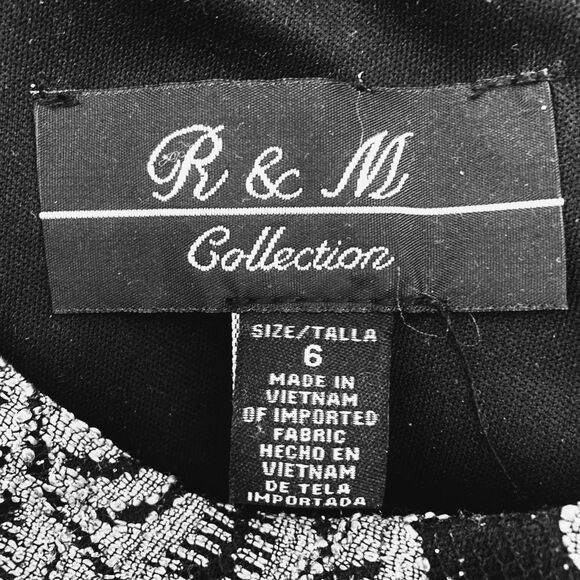 R & M
Collection
SIZE/TALLA
6
MADE IN
VIETNAM
OF IMPORTED
FABRIC
HECHO EN
VIETNAM
DE TELA
IMPORTADA